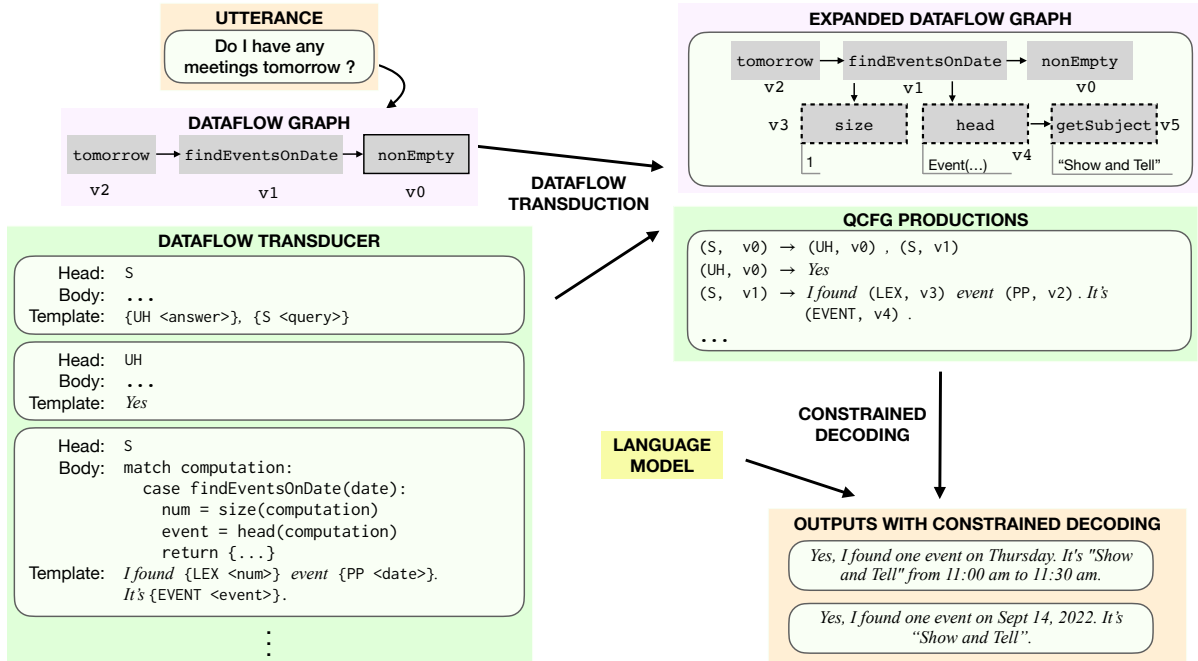 UTTERANCE
Do I have any
meetings tomorrow ?
DATAFLOW GRAPH
tomorrow findEventsOnDate nonEmpty
v2 v1 v0
DATAFLOW TRANSDUCER
Head: S
Body: ...
Template: {UH <answer>}, {S <query>}
Head: UH
Body: ...
Template: Yes
Head: S
Body: match computation:
case findEventsOnDate(date):
num = size(computation)
event = head(computation)
return {...}
Template: I found {LEX <num>} event {PP <date>}.
It's {EVENT <event>}.
⋮
DATAFLOW
TRANSDUCTION
EXPANDED DATAFLOW GRAPH
tomorrow findEventsOnDate nonEmpty
v2 v1 v0
v3 size head getSubject v5
v4
1 Event(...) “Show and Tell”
QCFG PRODUCTIONS
(S, v0) → (UH, v0) , (S, v1)
(UH, v0) → Yes
(S, v1) → I found (LEX, v3) event (PP, v2) . It's
(EVENT, v4) .
...
CONSTRAINED
DECODING
LANGUAGE
MODEL
OUTPUTS WITH CONSTRAINED DECODING
Yes, I found one event on Thursday. It's "Show
and Tell" from 11:00 am to 11:30 am.
Yes, I found one event on Sept 14, 2022. It's
“Show and Tell”.